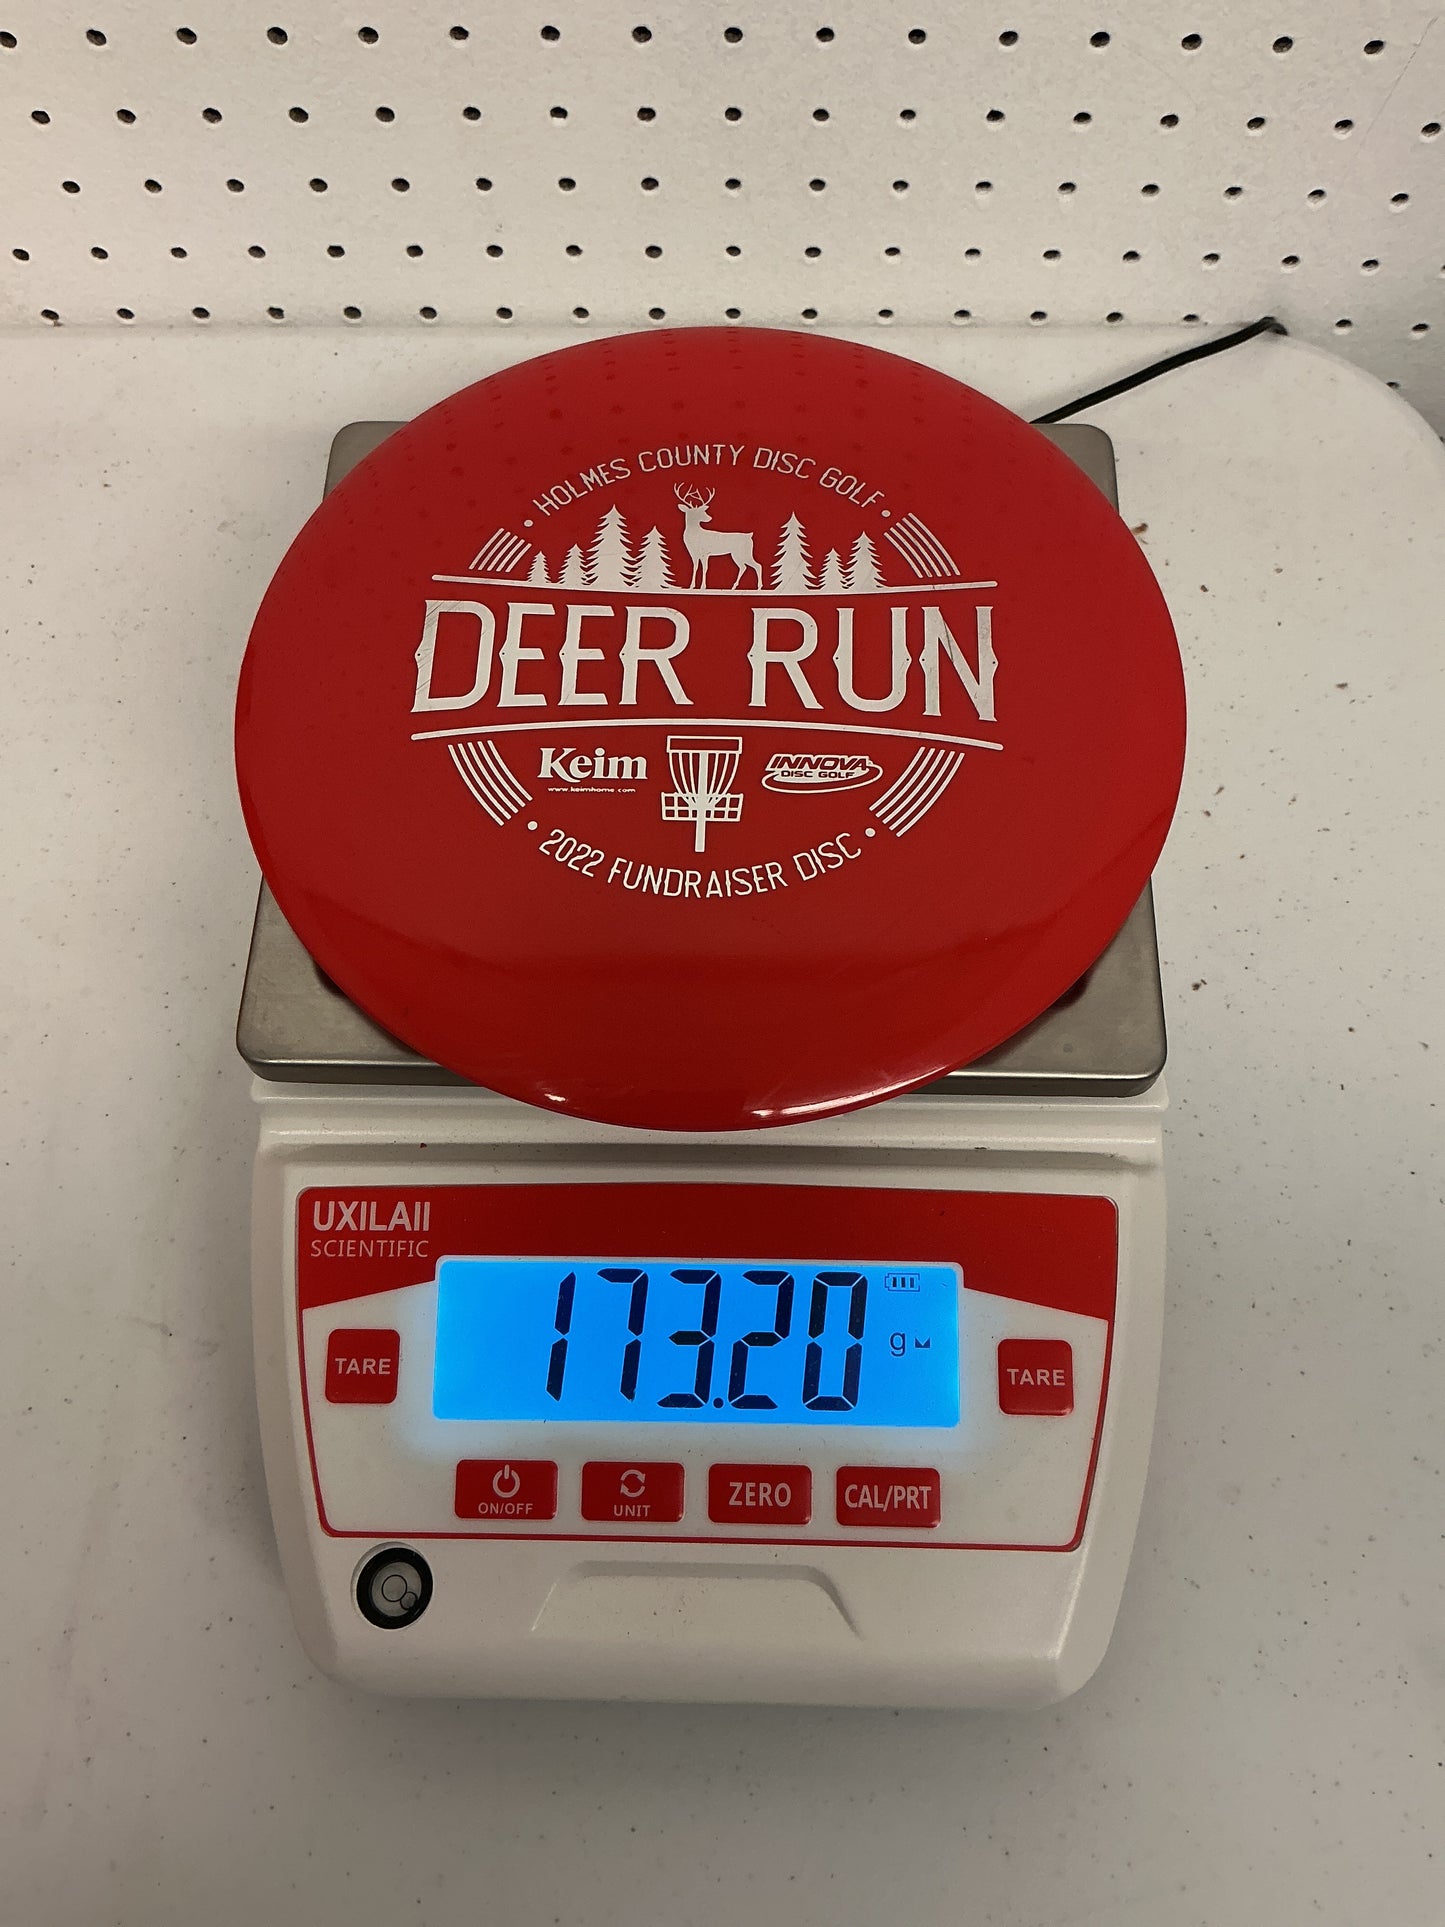 HOLMES COUNTY DISC GOLF
DEER RUN
Keim
www.keimhome.com
INNOVA
DISC GOLF
• 2022 FUNDRAISER DISC •
UXILAII
SCIENTIFIC
173.20 g
TARE
TARE
ON/OFF
UNIT
ZERO
CAL/PRT